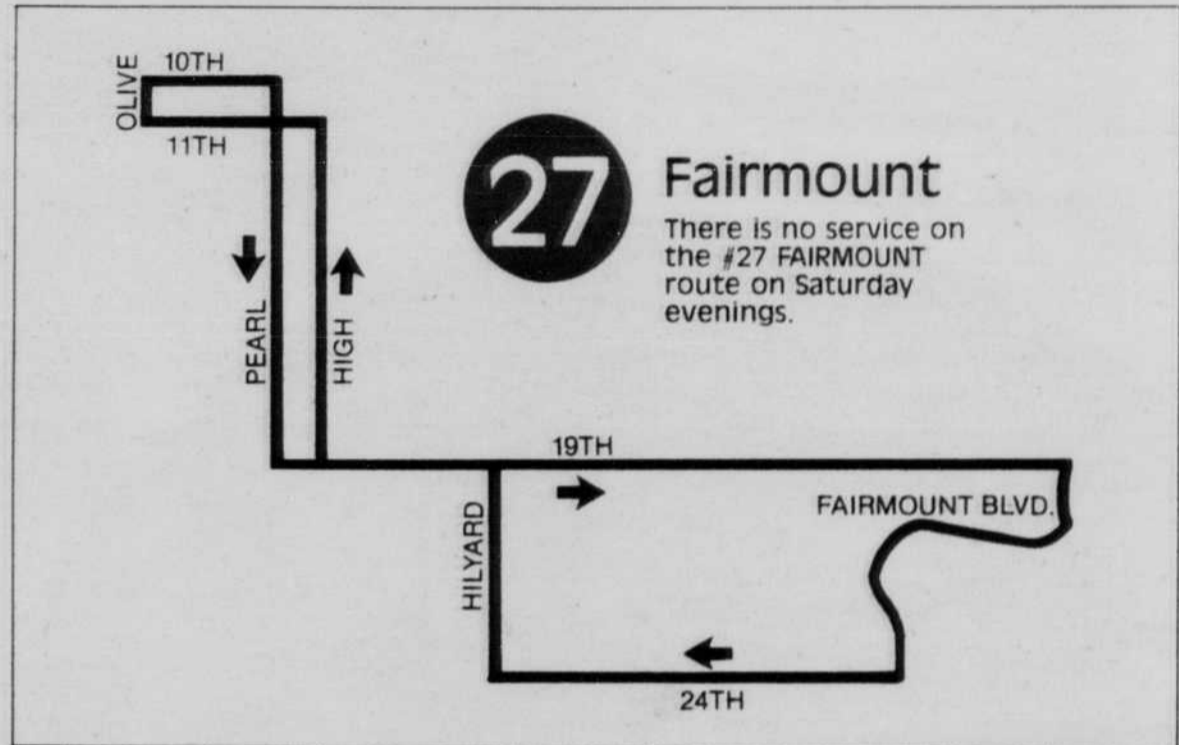 OLIVE
10TH
11TH
27
Fairmount
There is no service on
the #27 FAIRMOUNT
route on Saturday
evenings.
PEARL
HIGH
19TH
FAIRMOUNT BLVD.
HILYARD
24TH